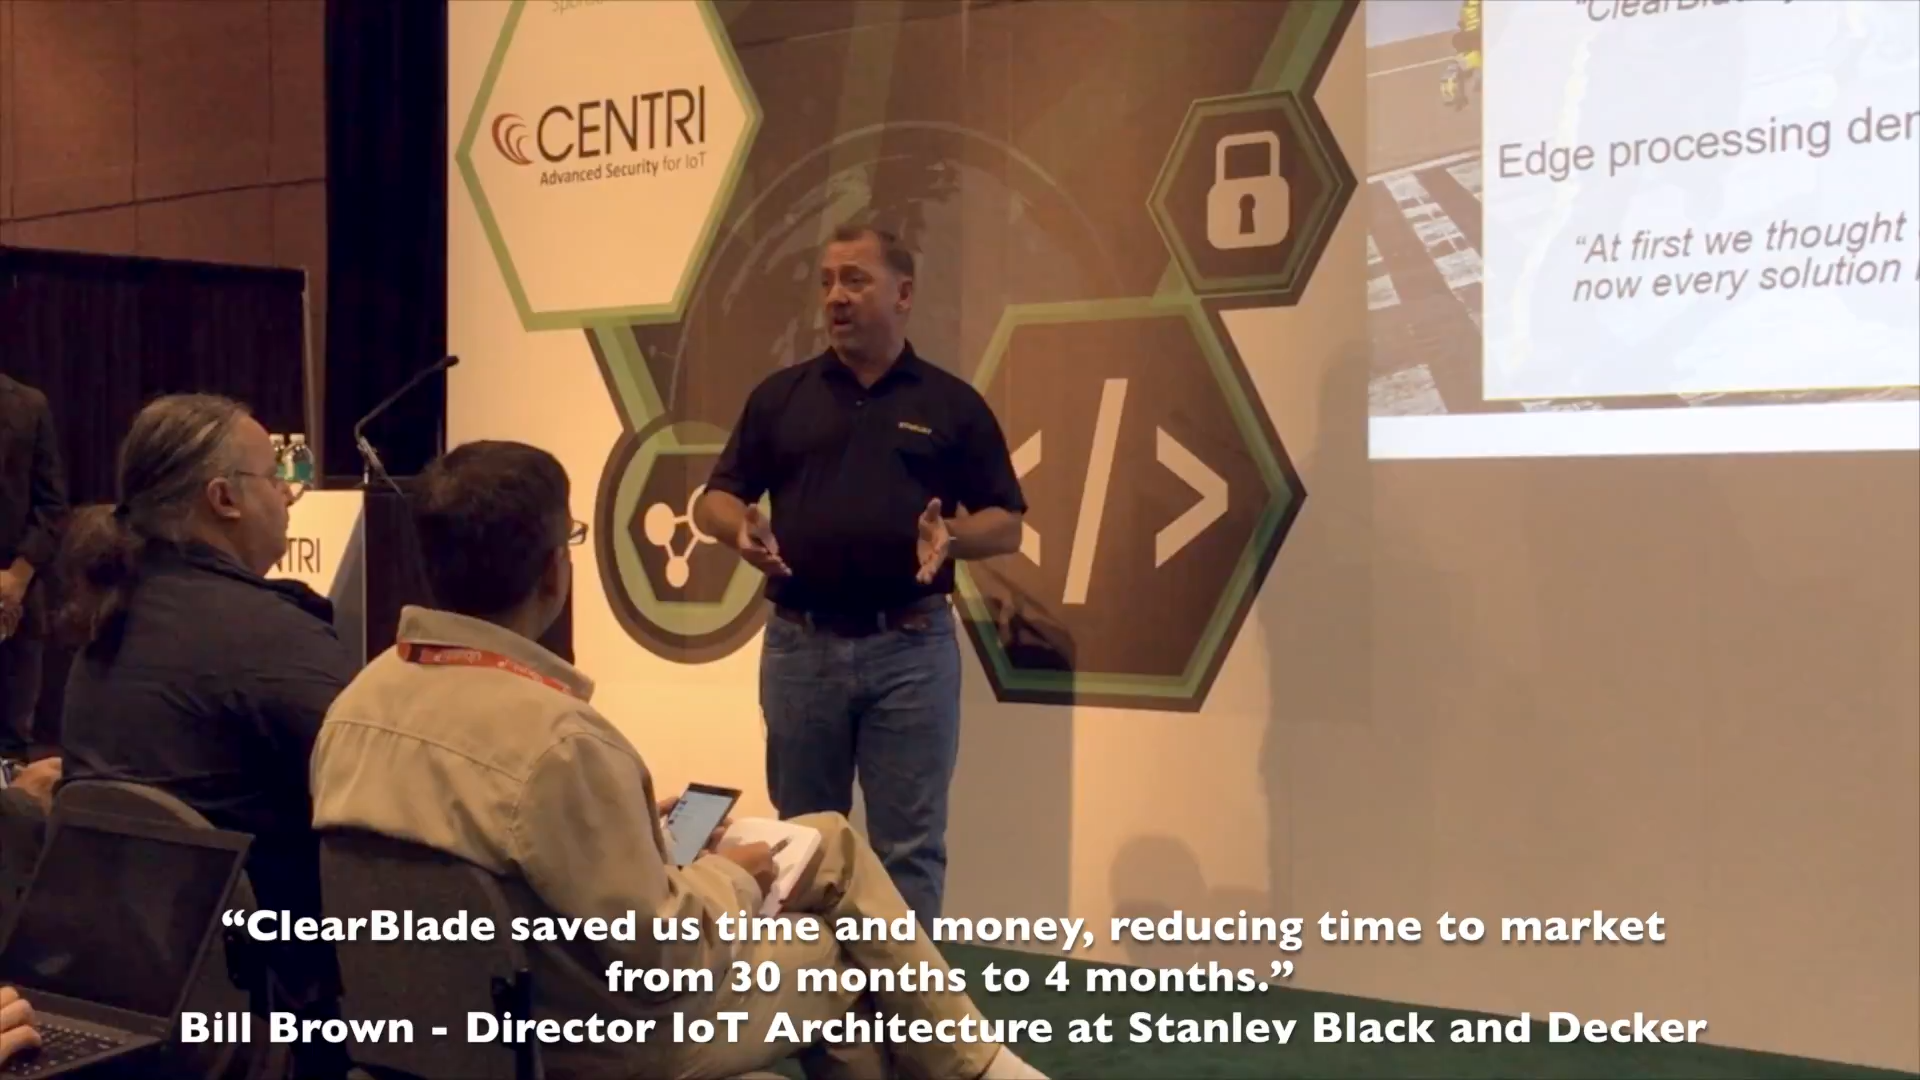 CENTRI
Advanced Security for IoT
Edge processing
"At first we thought
now every solution
</>
TRI
"ClearBlade saved us time and money, reducing time to market
from 30 months to 4 months."
Bill Brown - Director IoT Architecture at Stanley Black and Decker